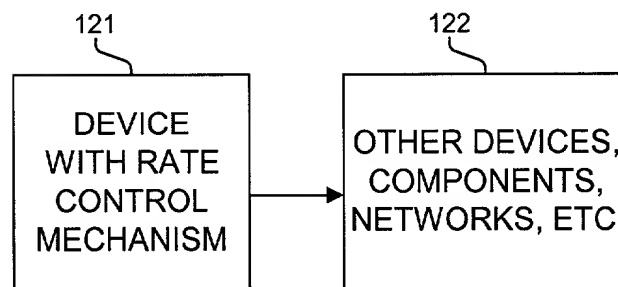 121
122
DEVICE
WITH RATE
CONTROL
MECHANISM
OTHER DEVICES,
COMPONENTS,
NETWORKS, ETC